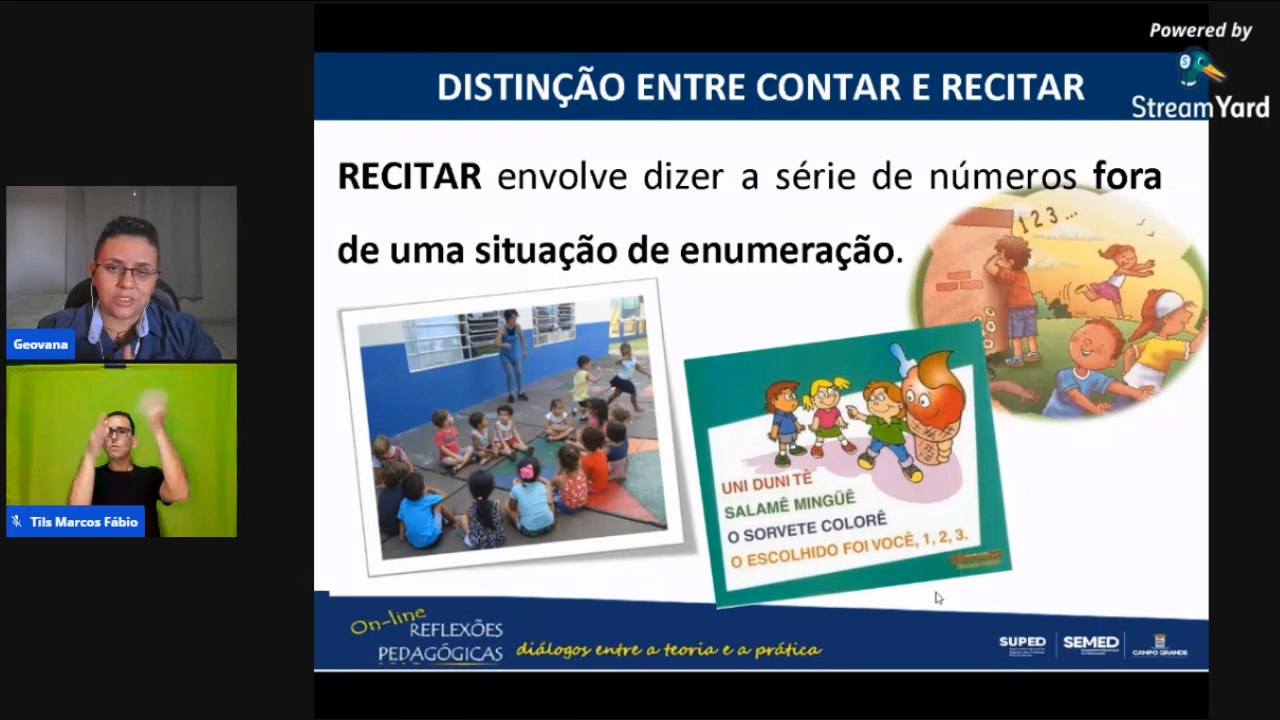 Powered by
StreamYard
DISTINÇÃO ENTRE CONTAR E RECITAR
RECITAR envolve dizer a série de números fora
de uma situação de enumeração.
1 2 3 ...
UNI DUNI TÊ
SALAMÊ MINGÜÊ
O SORVETE COLORÊ
O ESCOLHIDO FOI VOCÊ, 1, 2, 3.
Geovana
Tils Marcos Fábio
On-line
REFLEXÕES
PEDAGÓGICAS
diálogos entre a teoria e a prática
SUPED
SEMED
CAMPO GRANDE